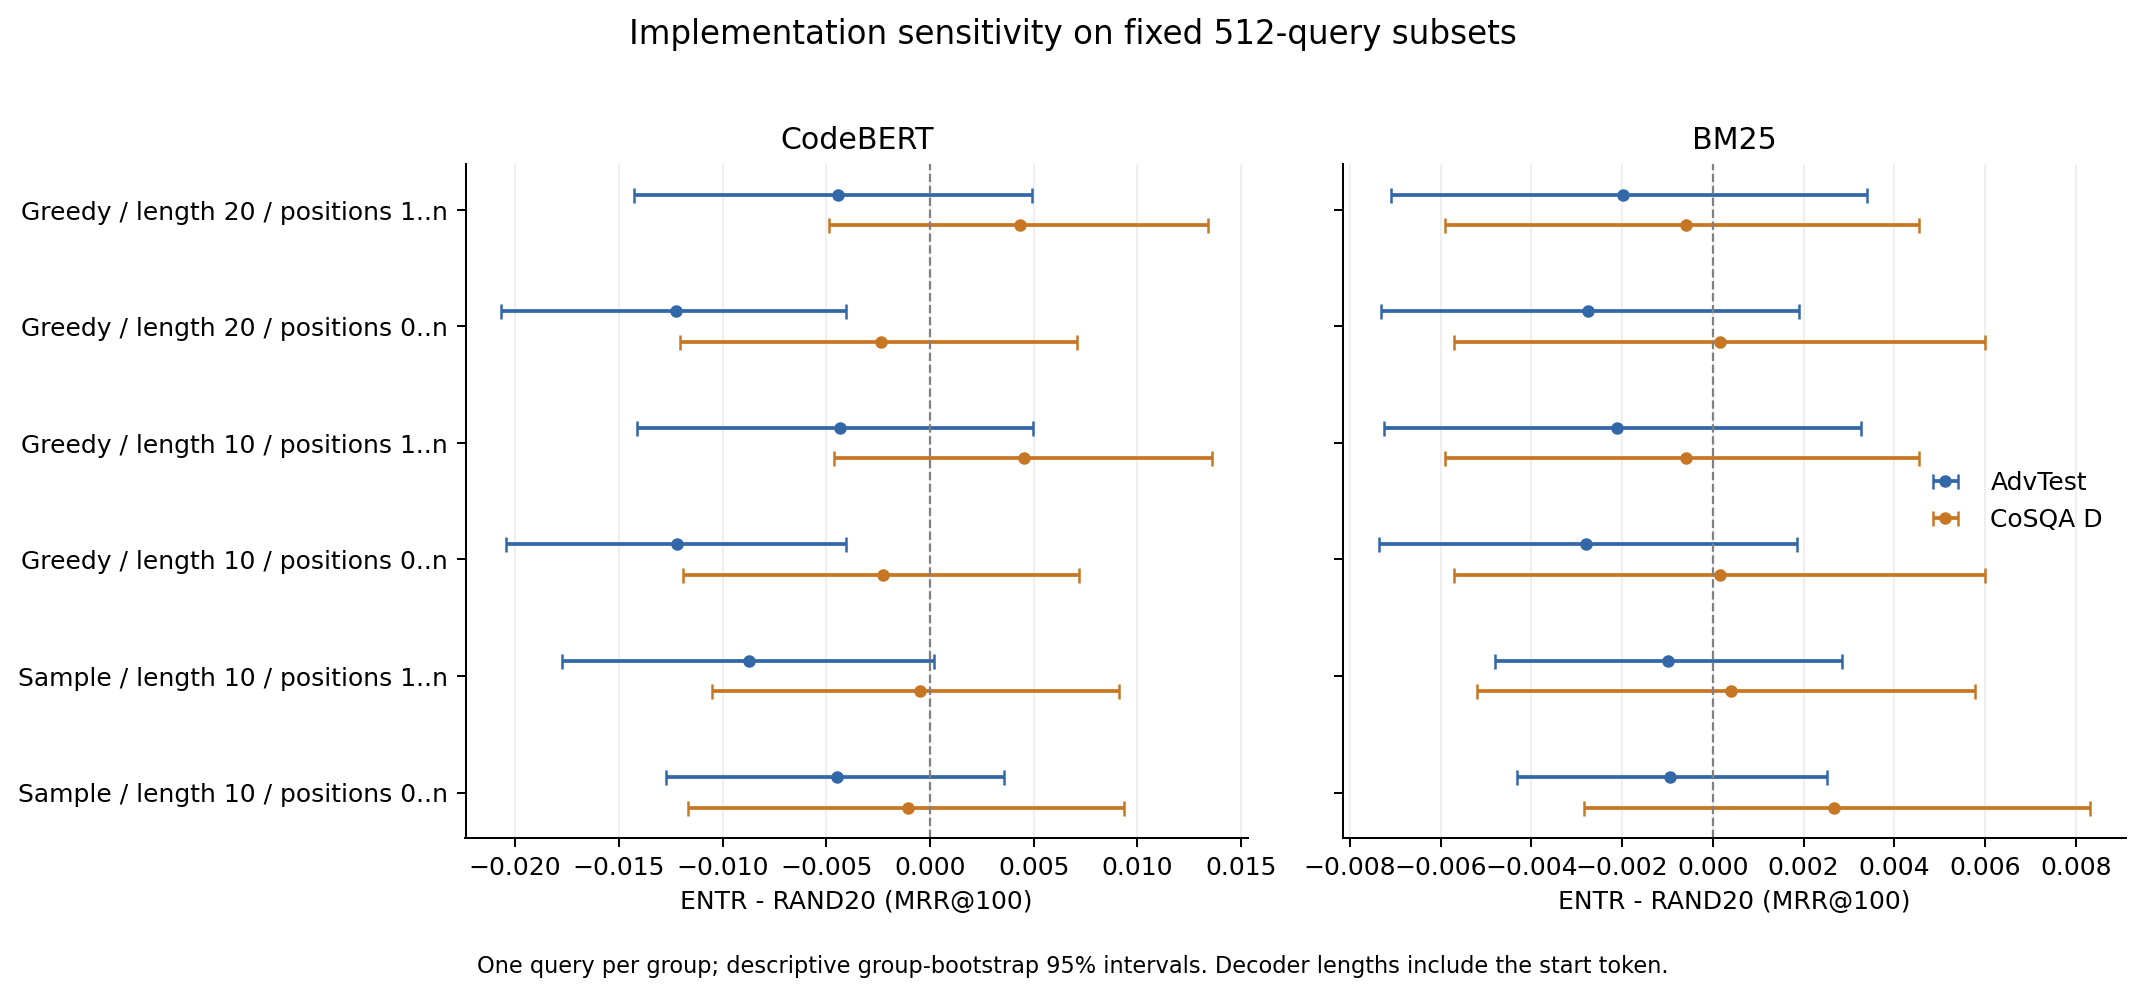 Implementation sensitivity on fixed 512-query subsets
CodeBERT
BM25
Greedy / length 20 / positions 1..n
Greedy / length 20 / positions 0..n
Greedy / length 10 / positions 1..n
Greedy / length 10 / positions 0..n
Sample / length 10 / positions 1..n
Sample / length 10 / positions 0..n
AdvTest
CoSQA D
−0.020 −0.015 −0.010 −0.005 0.000 0.005 0.010 0.015
−0.008 −0.006 −0.004 −0.002 0.000 0.002 0.004 0.006 0.008
ENTR - RAND20 (MRR@100)
ENTR - RAND20 (MRR@100)
One query per group; descriptive group-bootstrap 95% intervals. Decoder lengths include the start token.